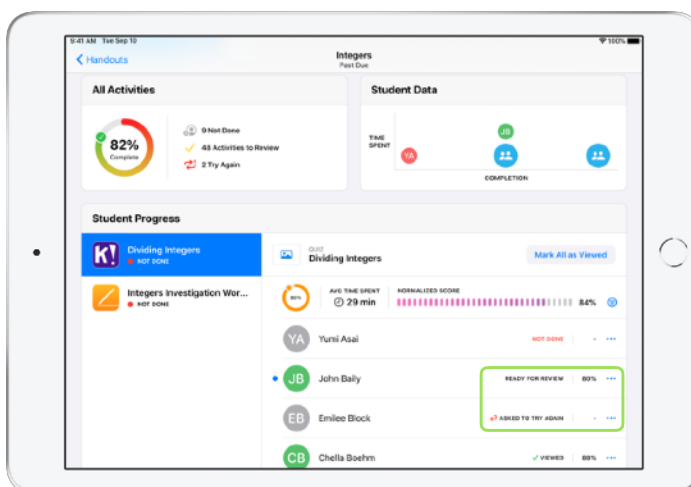 9:41 AM Tue Sep 10
100%
Handouts
Integers
Past Due
All Activities
82%
Complete
9 Not Done
48 Activities to Review
2 Try Again
Student Data
TIME
SPENT
YA
JB
COMPLETION
Student Progress
K!
Dividing Integers
NOT DONE
Integers Investigation Wor...
NOT DONE
QUIZ
Dividing Integers
Mark All as Viewed
AVG TIME SPENT
29 min
NORMALIZED SCORE
84%
YA
Yumi Asai
NOT DONE
-
JB
John Baily
READY FOR REVIEW
80%
EB
Emilee Block
ASKED TO TRY AGAIN
-
CB
Chella Boehm
VIEWED